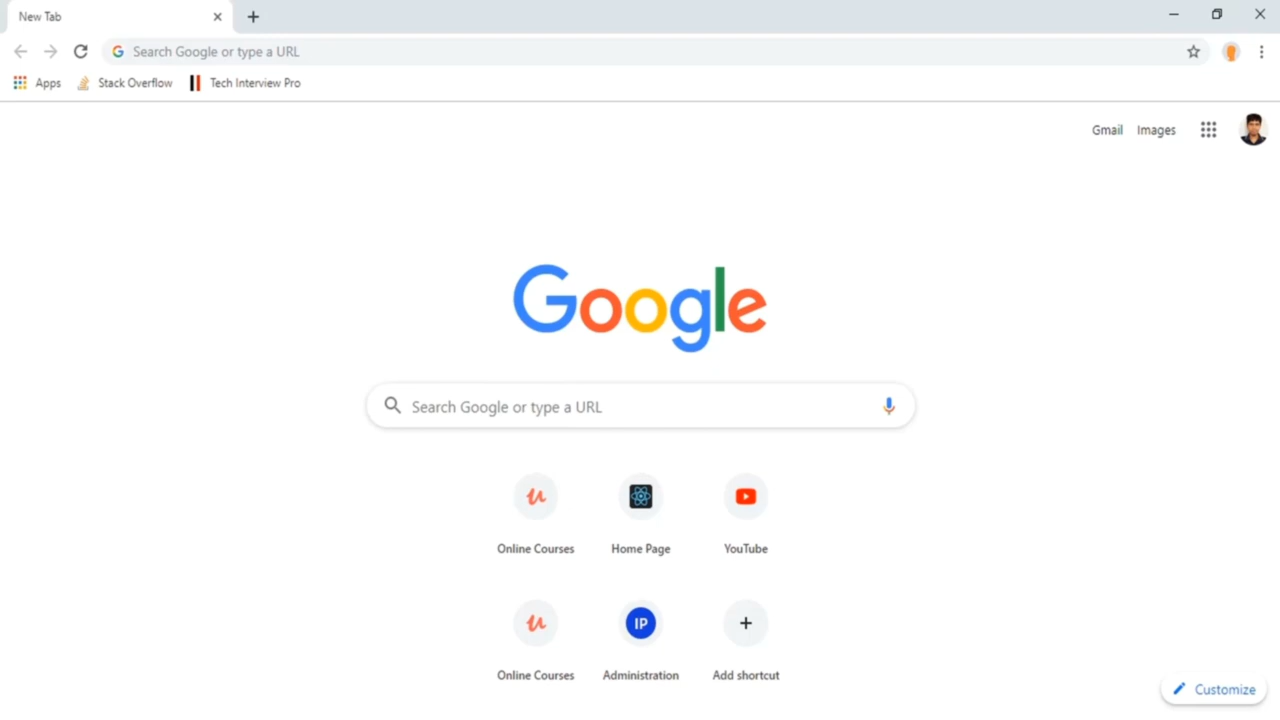 New Tab
Search Google or type a URL
Apps Stack Overflow Tech Interview Pro
Gmail Images
Google
Search Google or type a URL
Online Courses Home Page YouTube
IP
Online Courses Administration Add shortcut
Customize